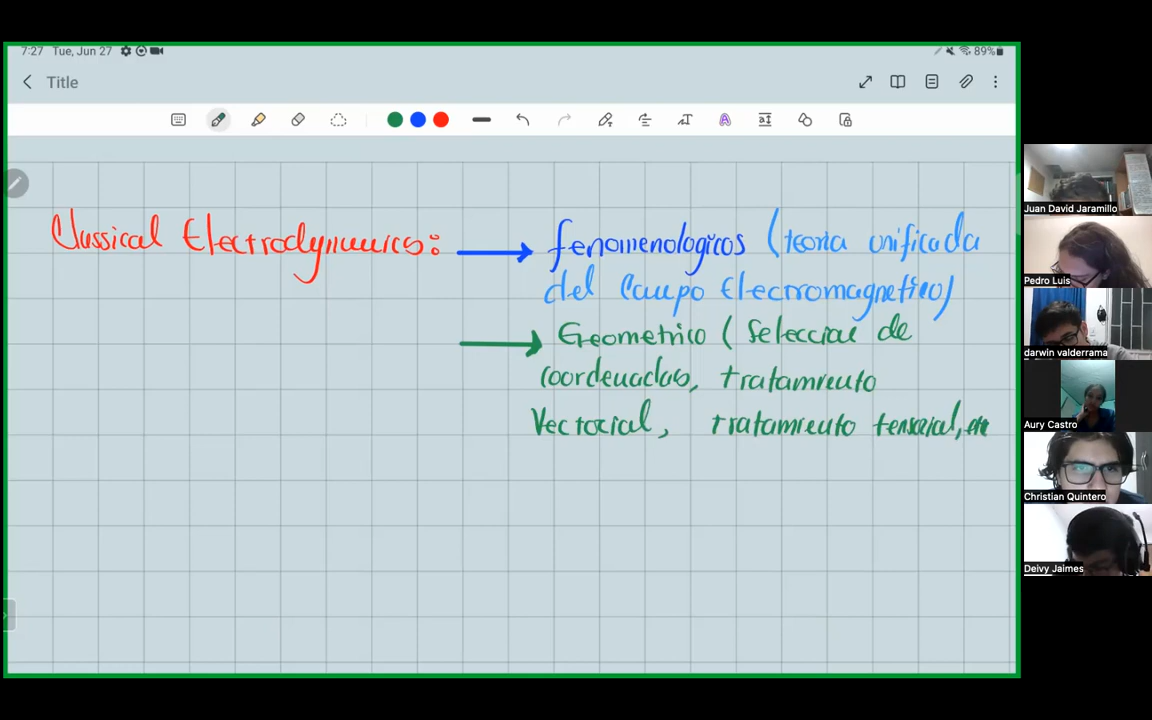 7:27 Tue, Jun 27
89%
Title
Classical Electrodynamics:
fenomenologicos (teoria unificada
del Campo Electromagnetico)
Geometrico (Seleccion de
Coordenadas, tratamiento
Vectorial, tratamiento tensorial, etc
Juan David Jaramillo
Pedro Luis
darwin valderrama
Aury Castro
Christian Quintero
Deivy Jaimes